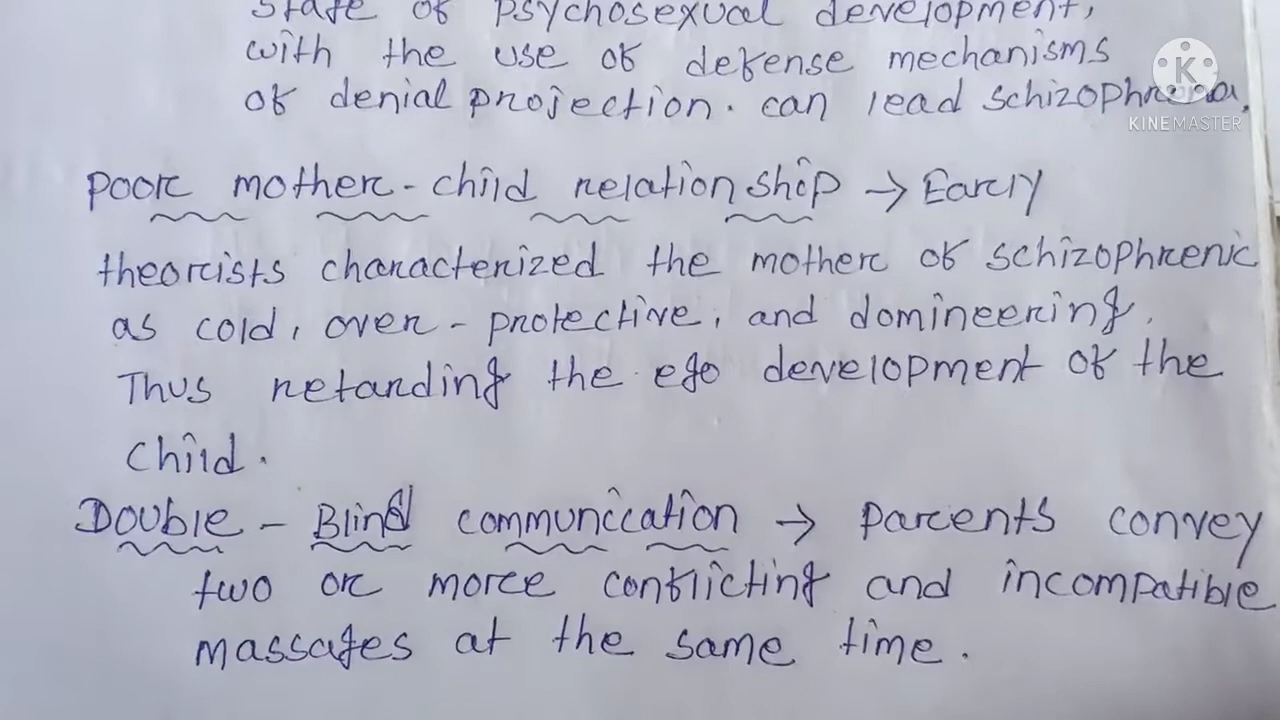 state of psychosexual development,
with the use of defense mechanisms
of denial projection. can lead schizophrenia.
KINEMASTER
poor mother - child relationship → Early
theorists characterized the mother of schizophrenic
as cold, over - protective, and domineering.
Thus retarding the ego development of the
child.
Double - Blind communication → parents convey
two or more conflicting and incompatible
massages at the same time.